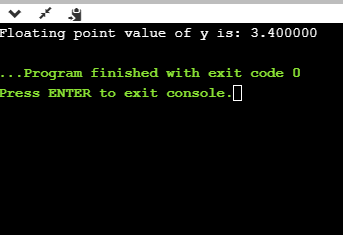 Floating point value of y is: 3.400000
...Program finished with exit code 0
Press ENTER to exit console.